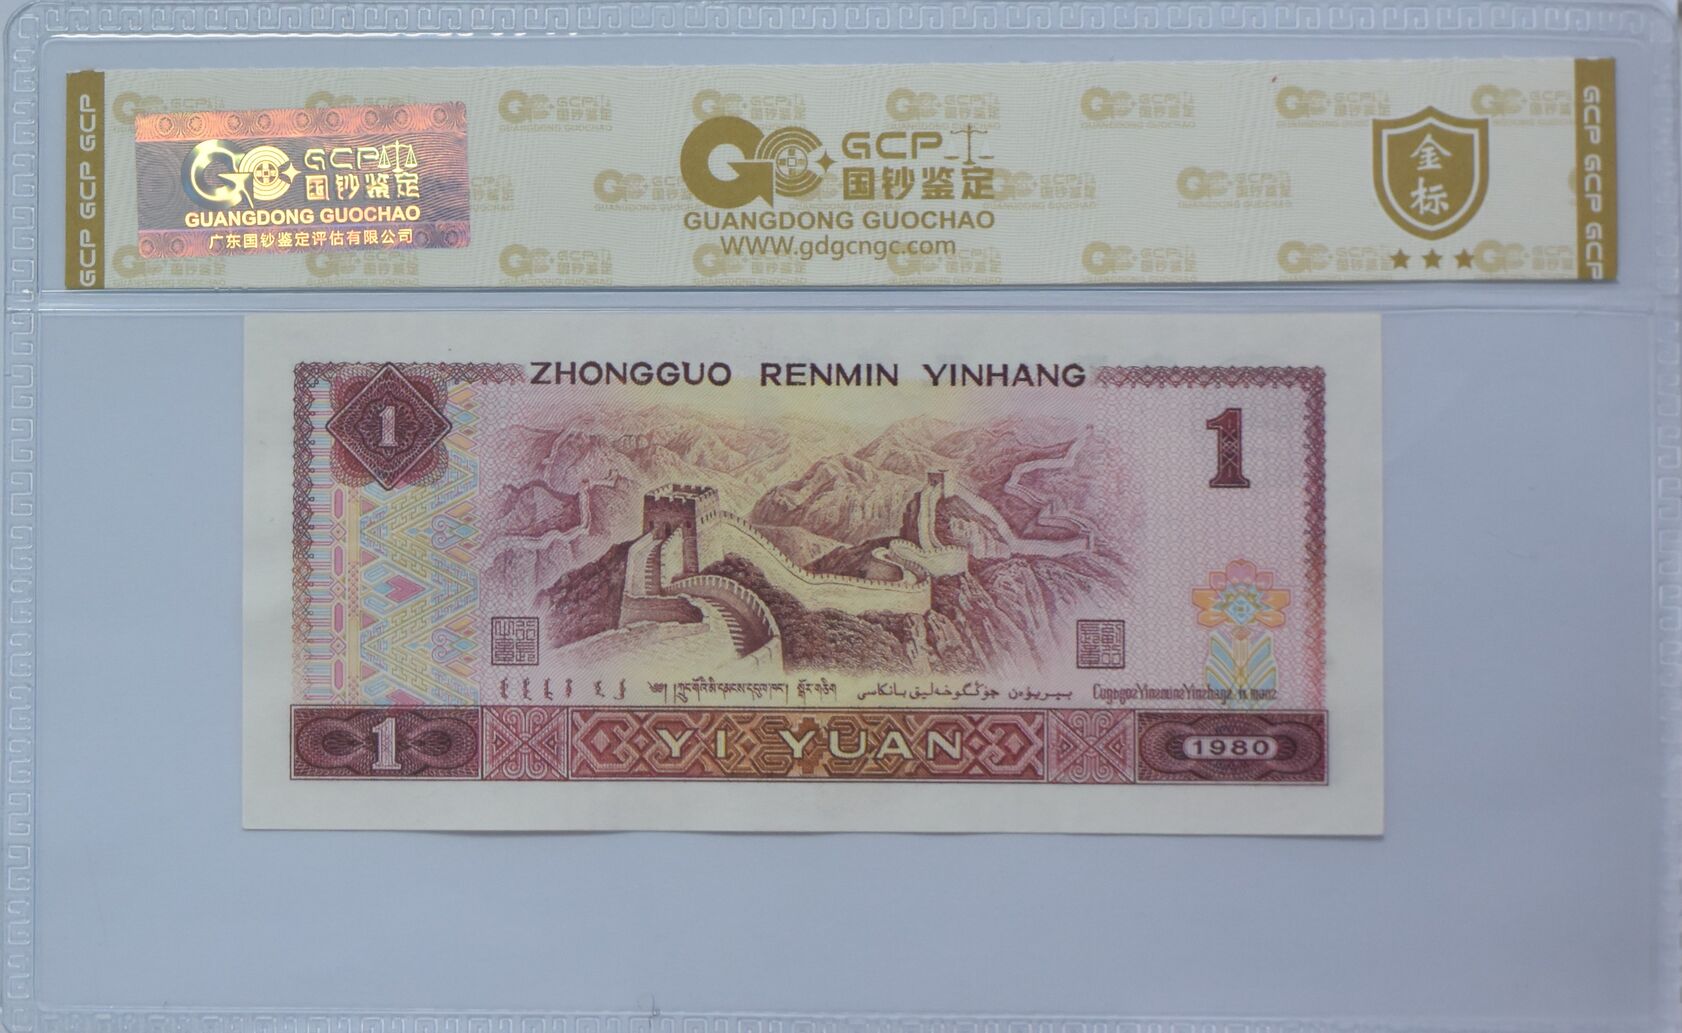 GCP GCP GCP
GCP 国钞鉴定
GUANGDONG GUOCHAO
广东国钞鉴定评估有限公司
GCP
国钞鉴定
GUANGDONG GUOCHAO
WWW.gdgcngc.com
金标
GCP GCP GCP GCP
ZHONGGUO RENMIN YINHANG
1
1
1
YI YUAN
1980